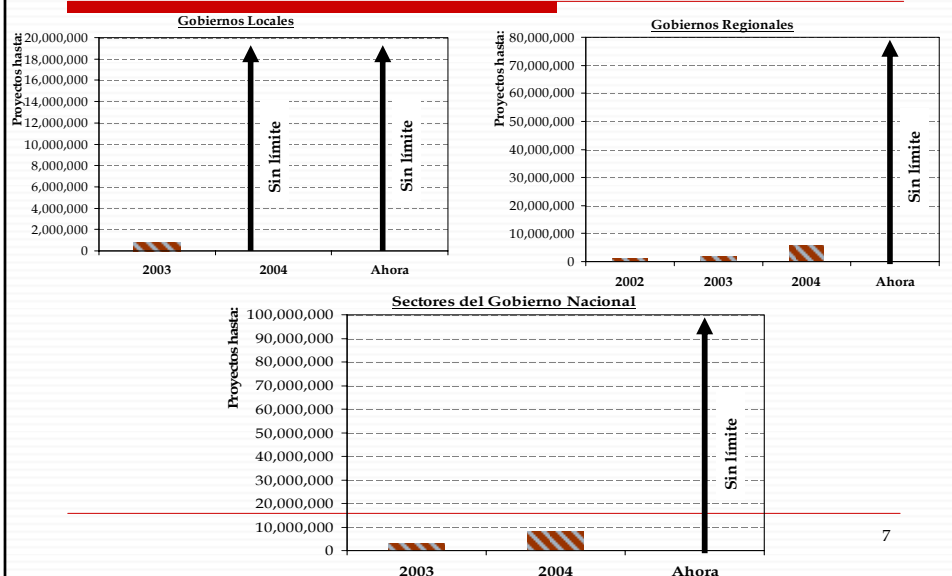 Gobiernos Locales
Proyectos hasta:
20,000,000
18,000,000
16,000,000
14,000,000
12,000,000
10,000,000
8,000,000
6,000,000
4,000,000
2,000,000
0
Sin límite
Sin límite
2003 2004 Ahora
Gobiernos Regionales
Proyectos hasta:
80,000,000
70,000,000
60,000,000
50,000,000
40,000,000
30,000,000
20,000,000
10,000,000
0
Sin límite
2002 2003 2004 Ahora
Sectores del Gobierno Nacional
Proyectos hasta:
100,000,000
90,000,000
80,000,000
70,000,000
60,000,000
50,000,000
40,000,000
30,000,000
20,000,000
10,000,000
0
Sin límite
2003 2004 Ahora
7